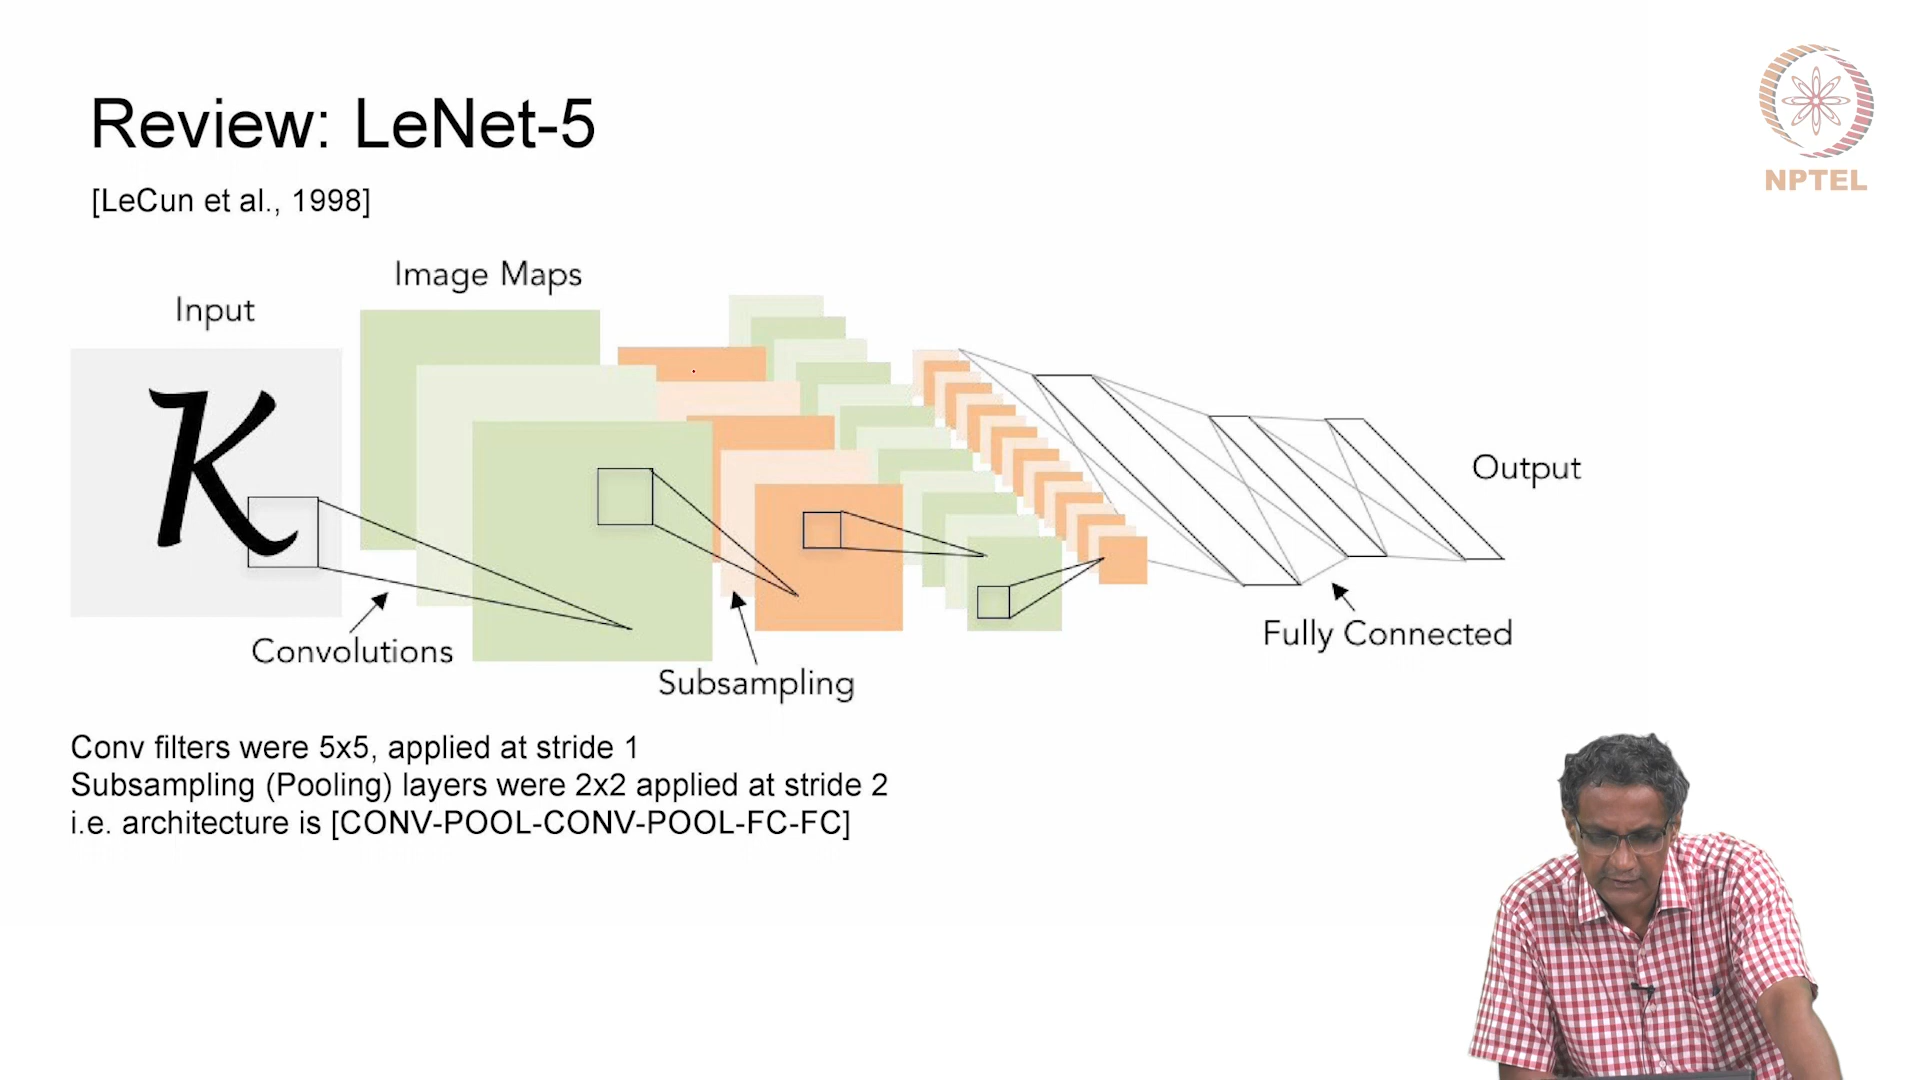 Review: LeNet-5
[LeCun et al., 1998]
NPTEL
Image Maps
Input
K
Output
Convolutions
Subsampling
Fully Connected
Conv filters were 5x5, applied at stride 1
Subsampling (Pooling) layers were 2x2 applied at stride 2
i.e. architecture is [CONV-POOL-CONV-POOL-FC-FC]